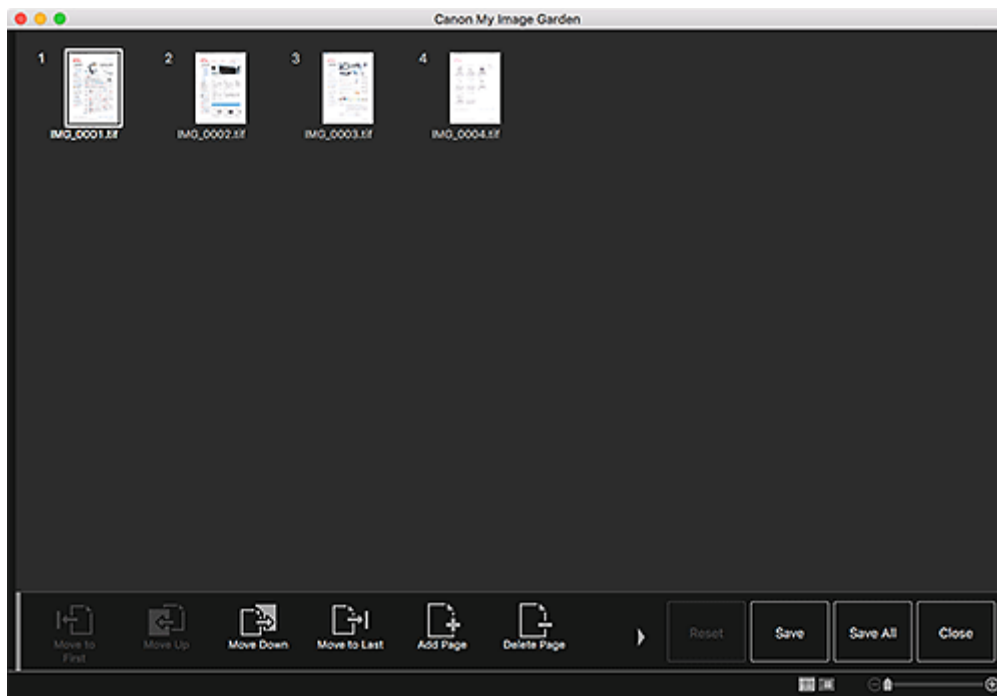 Canon My Image Garden
1
2
3
4
IMG_0001.tif
IMG_0002.tif
IMG_0003.tif
IMG_0004.tif
Move to
First
Move Up
Move Down
Move to Last
Add Page
Delete Page
Reset
Save
Save All
Close